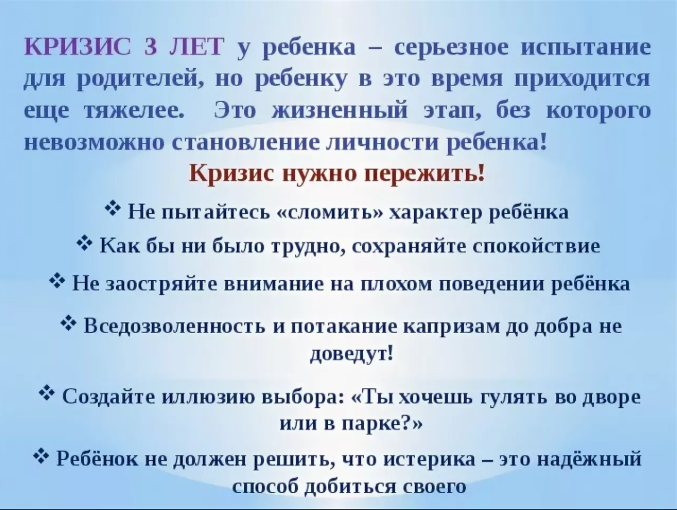 КРИЗИС 3 ЛЕТ у ребенка – серьезное испытание
для родителей, но ребенку в это время приходится
еще тяжелее. Это жизненный этап, без которого
невозможно становление личности ребенка!
Кризис нужно пережить!
❖ Не пытайтесь «сломить» характер ребёнка
❖ Как бы ни было трудно, сохраняйте спокойствие
❖ Не заостряйте внимание на плохом поведении ребёнка
❖ Вседозволенность и потакание капризам до добра не
доведут!
❖ Создайте иллюзию выбора: «Ты хочешь гулять во дворе
или в парке?»
❖ Ребёнок не должен решить, что истерика – это надёжный
способ добиться своего